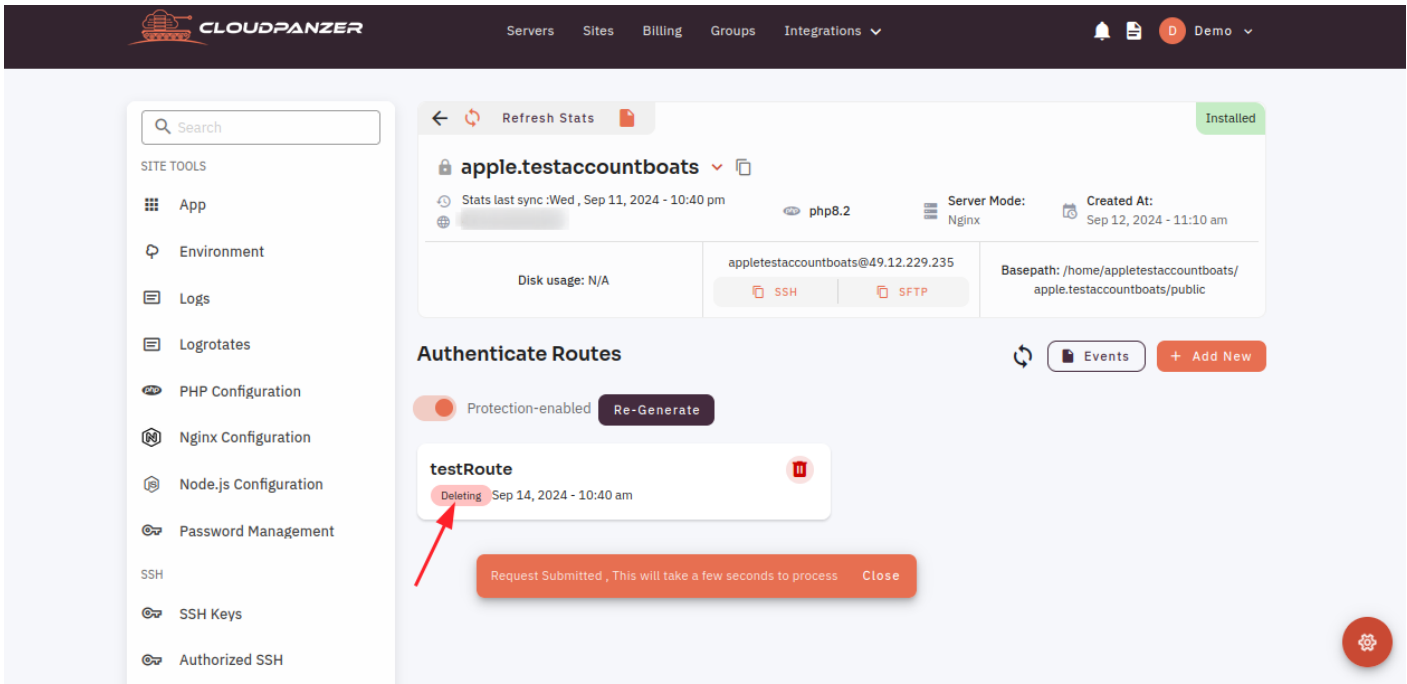 CLOUDPANZER
Servers Sites Billing Groups Integrations
D Demo
Search
SITE TOOLS
App
Environment
Logs
Logrotates
php PHP Configuration
Nginx Configuration
JS Node.js Configuration
Password Management
SSH
SSH Keys
Authorized SSH
Refresh Stats
Installed
apple.testaccountboats
Stats last sync :Wed , Sep 11, 2024 - 10:40 pm
php php8.2
Server Mode:
Nginx
Created At:
Sep 12, 2024 - 11:10 am
Disk usage: N/A
appletestaccountboats@49.12.229.235
SSH SFTP
Basepath: /home/appletestaccountboats/
apple.testaccountboats/public
Authenticate Routes
Events + Add New
Protection-enabled Re-Generate
testRoute
Deleting Sep 14, 2024 - 10:40 am
Request Submitted , This will take a few seconds to process Close